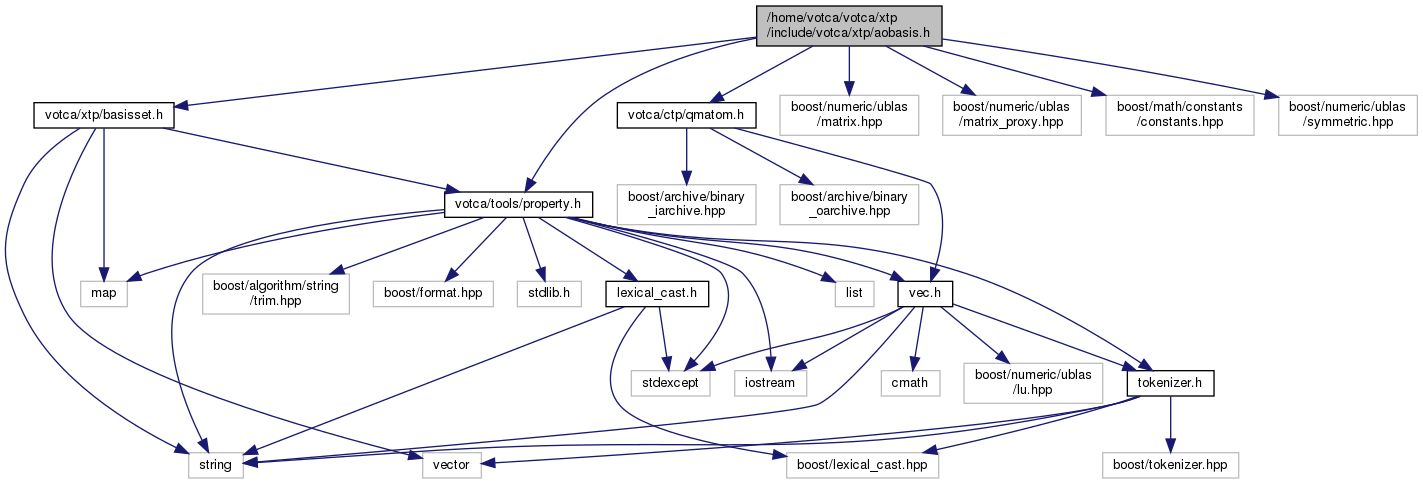 /home/votca/votca/xtp
/include/votca/xtp/aobasis.h
votca/xtp/basisset.h
votca/ctp/qmatom.h
boost/numeric/ublas
/matrix.hpp
boost/numeric/ublas
/matrix_proxy.hpp
boost/math/constants
/constants.hpp
boost/numeric/ublas
/symmetric.hpp
votca/tools/property.h
boost/archive/binary
_iarchive.hpp
boost/archive/binary
_oarchive.hpp
map
boost/algorithm/string
/trim.hpp
boost/format.hpp
stdlib.h
lexical_cast.h
list
vec.h
stdexcept
iostream
cmath
boost/numeric/ublas
/lu.hpp
tokenizer.h
string
vector
boost/lexical_cast.hpp
boost/tokenizer.hpp